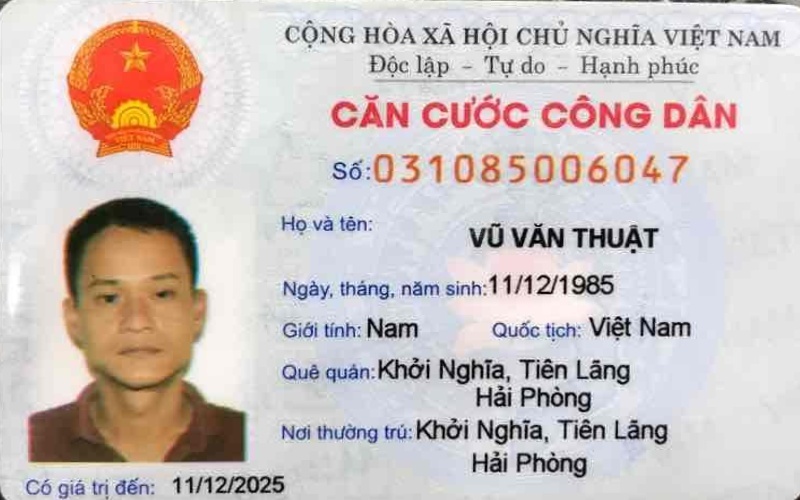 CỘNG HÒA XÃ HỘI CHỦ NGHĨA VIỆT NAM
Độc lập - Tự do - Hạnh phúc
CĂN CƯỚC CÔNG DÂN
Số: 031085006047
Họ và tên: VŨ VĂN THUẬT
Ngày, tháng, năm sinh: 11/12/1985
Giới tính: Nam Quốc tịch: Việt Nam
Quê quán: Khởi Nghĩa, Tiên Lãng
Hải Phòng
Nơi thường trú: Khởi Nghĩa, Tiên Lãng
Hải Phòng
Có giá trị đến: 11/12/2025
VIỆT NAM